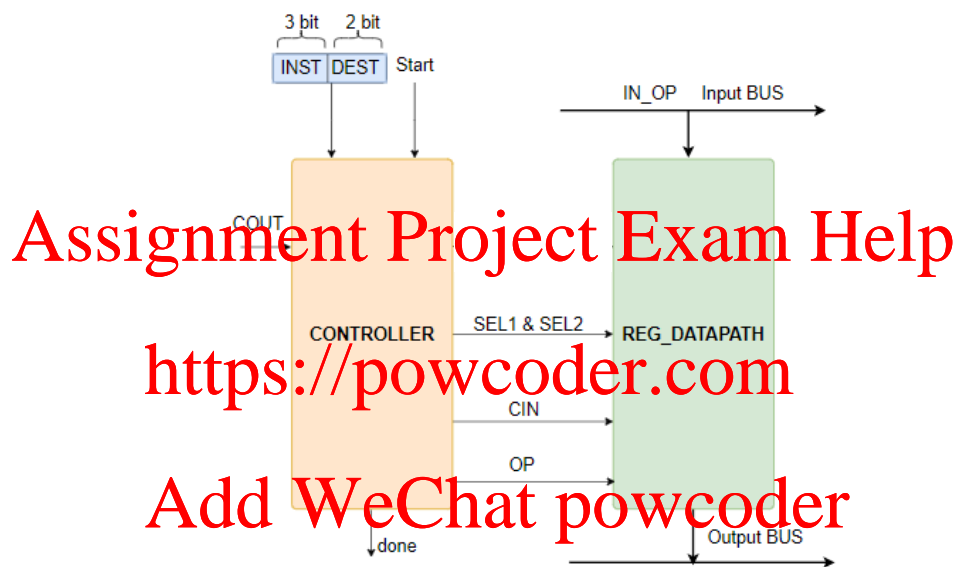 3 bit 2 bit
INST DEST Start
IN_OP Input BUS
COUT
Assignment Project Exam Help
SEL1 & SEL2
CONTROLLER REG_DATAPATH
https://powcoder.com
CIN
OP
Add WeChat powcoder
Output BUS
done